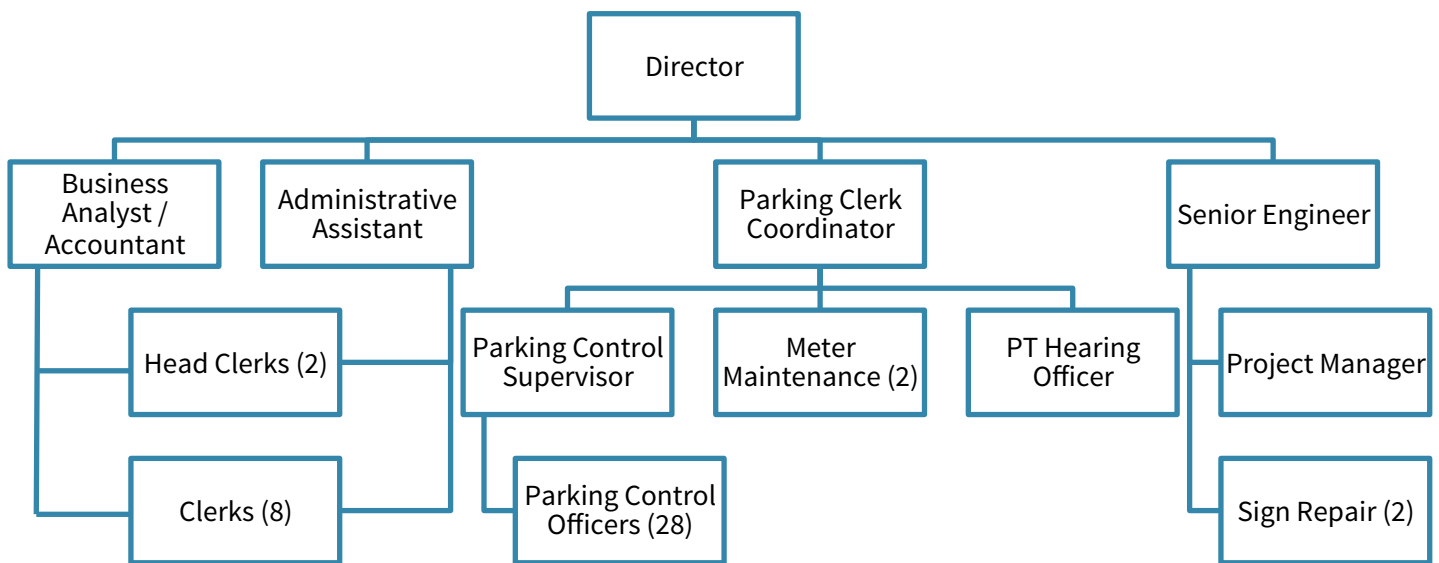 Director
Business
Analyst /
Accountant
Administrative
Assistant
Parking Clerk
Coordinator
Senior Engineer
Head Clerks (2)
Parking Control
Supervisor
Meter
Maintenance (2)
PT Hearing
Officer
Project Manager
Clerks (8)
Parking Control
Officers (28)
Sign Repair (2)